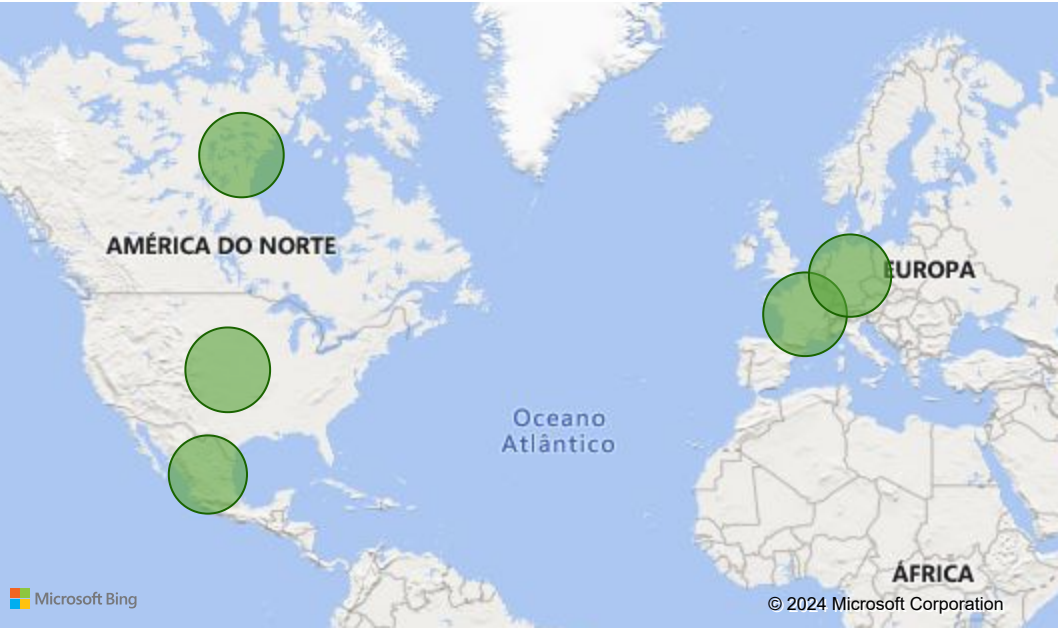 AMÉRICA DO NORTE
EUROPA
Oceano
Atlântico
ÁFRICA
Microsoft Bing
© 2024 Microsoft Corporation